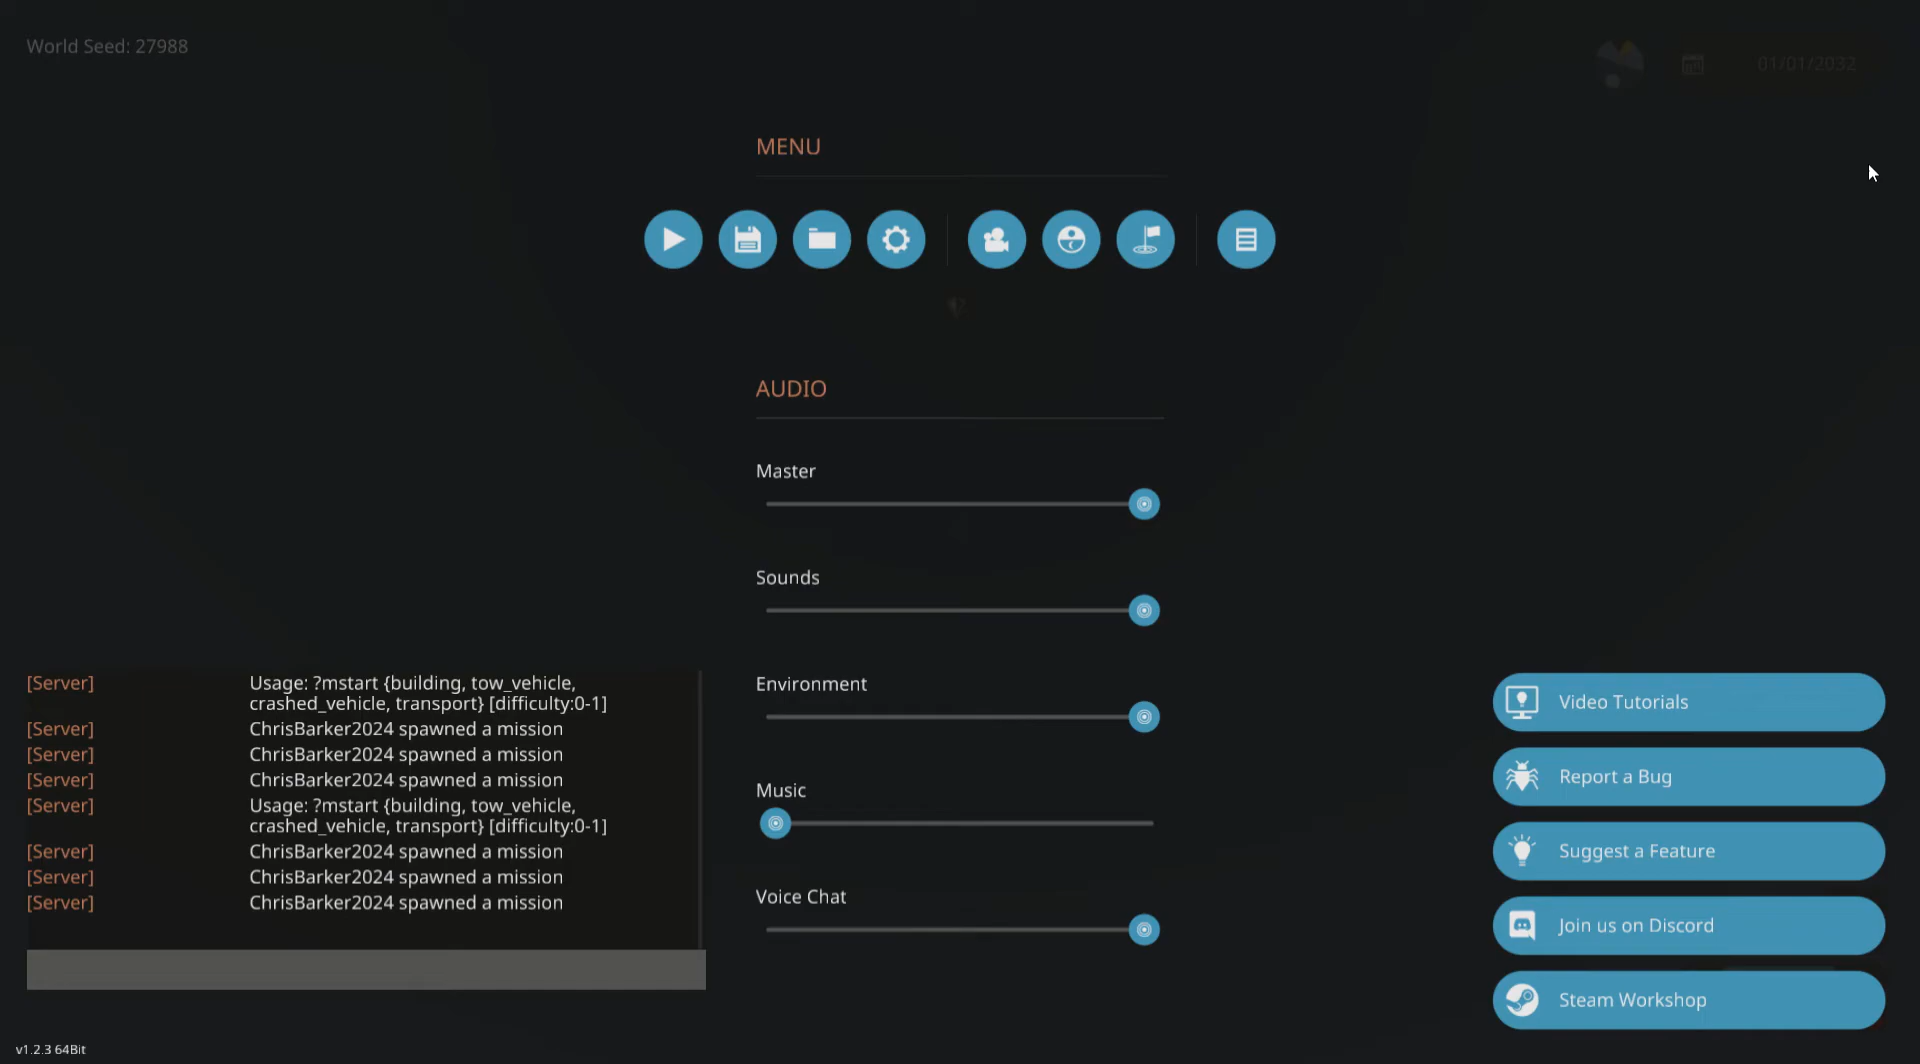 World Seed: 27988
01/01/2032
MENU
AUDIO
Master
Sounds
Environment
Music
Voice Chat
[Server] Usage: ?mstart {building, tow_vehicle,
crashed_vehicle, transport} [difficulty:0-1]
[Server] ChrisBarker2024 spawned a mission
[Server] ChrisBarker2024 spawned a mission
[Server] ChrisBarker2024 spawned a mission
[Server] Usage: ?mstart {building, tow_vehicle,
crashed_vehicle, transport} [difficulty:0-1]
[Server] ChrisBarker2024 spawned a mission
[Server] ChrisBarker2024 spawned a mission
[Server] ChrisBarker2024 spawned a mission
Video Tutorials
Report a Bug
Suggest a Feature
Join us on Discord
Steam Workshop
v1.2.3 64Bit